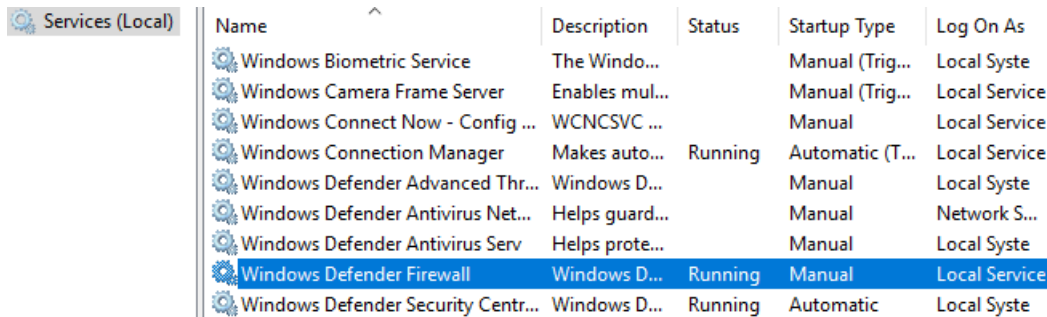 Services (Local)
Name Description Status Startup Type Log On As
Windows Biometric Service The Windo... Manual (Trig... Local Syste
Windows Camera Frame Server Enables mul... Manual (Trig... Local Service
Windows Connect Now - Config ... WCNCSVC ... Manual Local Service
Windows Connection Manager Makes auto... Running Automatic (T... Local Service
Windows Defender Advanced Thr... Windows D... Manual Local Syste
Windows Defender Antivirus Net... Helps guard... Manual Network S...
Windows Defender Antivirus Serv Helps prote... Manual Local Syste
Windows Defender Firewall Windows D... Running Manual Local Service
Windows Defender Security Centr... Windows D... Running Automatic Local Syste